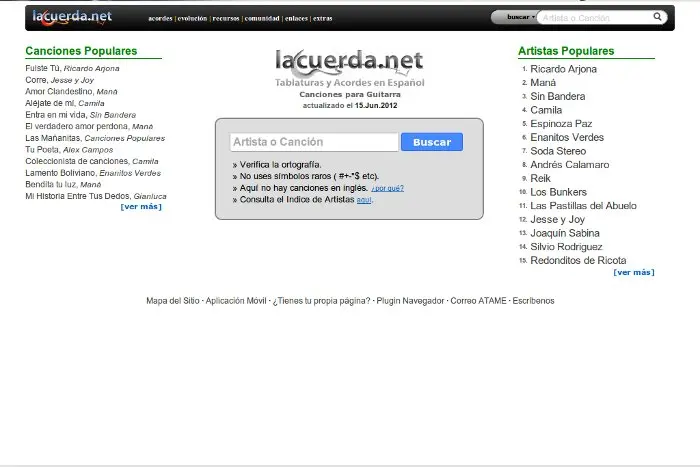 lacuerda.net
acordes | evolución | recursos | comunidad | enlaces | extras
buscar
Artista o Canción
Canciones Populares
Fuiste Tú, Ricardo Arjona
Corre, Jesse y Joy
Amor Clandestino, Maná
Aléjate de mí, Camila
Entra en mi vida, Sin Bandera
El verdadero amor perdona, Maná
Las Mañanitas, Canciones Populares
Tu Poeta, Alex Campos
Coleccionista de canciones, Camila
Lamento Boliviano, Enanitos Verdes
Bendita tu luz, Maná
Mi Historia Entre Tus Dedos, Gianluca
[ver más]
lacuerda.net
Tablaturas y Acordes en Español
Canciones para Guitarra
actualizado el 15.Jun.2012
Artista o Canción
Buscar
» Verifica la ortografía.
» No uses símbolos raros ( #+-*$ etc).
» Aquí no hay canciones en inglés. ¿por qué?
» Consulta el Indice de Artistas aquí.
Artistas Populares
1. Ricardo Arjona
2. Maná
3. Sin Bandera
4. Camila
5. Espinoza Paz
6. Enanitos Verdes
7. Soda Stereo
8. Andrés Calamaro
9. Reik
10. Los Bunkers
11. Las Pastillas del Abuelo
12. Jesse y Joy
13. Joaquín Sabina
14. Silvio Rodriguez
15. Redonditos de Ricota
[ver más]
Mapa del Sitio · Aplicación Móvil · ¿Tienes tu propia página? · Plugin Navegador · Correo ATAME · Escríbenos